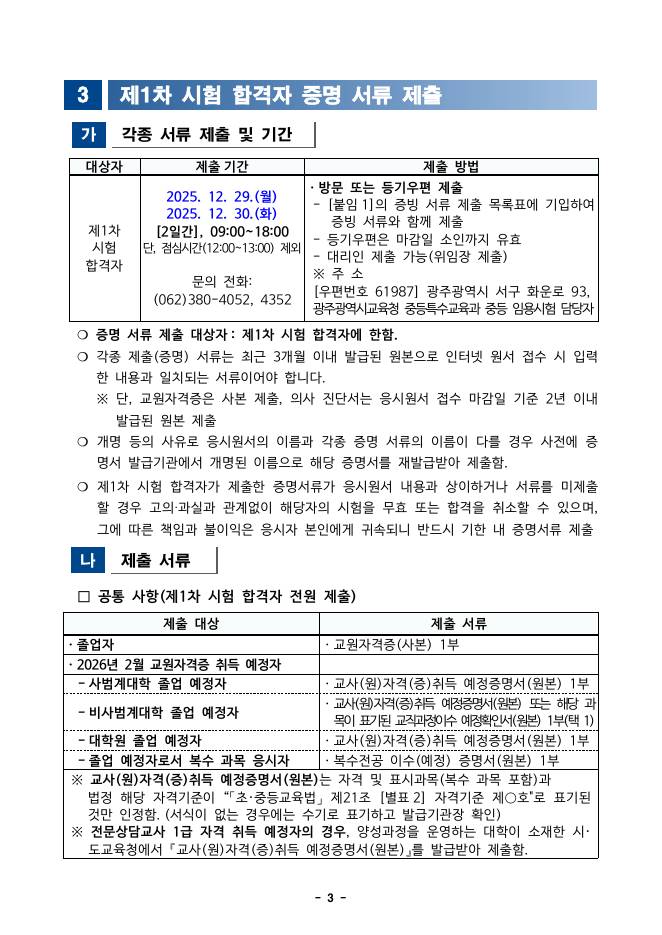 3 제1차 시험 합격자 증명 서류 제출
가 각종 서류 제출 및 기간
대상자 제출 기간 제출 방법
제1차
시험
합격자
2025. 12. 29.(월)
2025. 12. 30.(화)
[2일간], 09:00~18:00
단, 점심시간(12:00~13:00) 제외
문의 전화:
(062)380-4052, 4352
· 방문 또는 등기우편 제출
- [붙임 1]의 증빙 서류 제출 목록표에 기입하여
증빙 서류와 함께 제출
- 등기우편은 마감일 소인까지 유효
- 대리인 제출 가능(위임장 제출)
※ 주 소
[우편번호 61987] 광주광역시 서구 화운로 93,
광주광역시교육청 중등특수교육과 중등 임용시험 담당자
❍ 증명 서류 제출 대상자 : 제1차 시험 합격자에 한함.
❍ 각종 제출(증명) 서류는 최근 3개월 이내 발급된 원본으로 인터넷 원서 접수 시 입력
한 내용과 일치되는 서류이어야 합니다.
※ 단, 교원자격증은 사본 제출, 의사 진단서는 응시원서 접수 마감일 기준 2년 이내
발급된 원본 제출
❍ 개명 등의 사유로 응시원서의 이름과 각종 증명 서류의 이름이 다를 경우 사전에 증
명서 발급기관에서 개명된 이름으로 해당 증명서를 재발급받아 제출함.
❍ 제1차 시험 합격자가 제출한 증명서류가 응시원서 내용과 상이하거나 서류를 미제출
할 경우 고의·과실과 관계없이 해당자의 시험을 무효 또는 합격을 취소할 수 있으며,
그에 따른 책임과 불이익은 응시자 본인에게 귀속되니 반드시 기한 내 증명서류 제출
나 제출 서류
□ 공통 사항(제1차 시험 합격자 전원 제출)
제출 대상 제출 서류
· 졸업자 · 교원자격증(사본) 1부
· 2026년 2월 교원자격증 취득 예정자
- 사범계대학 졸업 예정자 · 교사(원)자격(증)취득 예정증명서(원본) 1부
- 비사범계대학 졸업 예정자 · 교사(원)자격(증)취득 예정증명서(원본) 또는 해당 과
목이 표기된 교직과정이수 예정확인서(원본) 1부(택 1)
- 대학원 졸업 예정자 · 교사(원)자격(증)취득 예정증명서(원본) 1부
- 졸업 예정자로서 복수 과목 응시자 · 복수전공 이수(예정) 증명서(원본) 1부
※ 교사(원)자격(증)취득 예정증명서(원본)는 자격 및 표시과목(복수 과목 포함)과
법정 해당 자격기준이 “「초·중등교육법」 제21조 [별표 2] 자격기준 제○호"로 표기된
것만 인정함. (서식이 없는 경우에는 수기로 표기하고 발급기관장 확인)
※ 전문상담교사 1급 자격 취득 예정자의 경우, 양성과정을 운영하는 대학이 소재한 시·
도교육청에서 『교사(원)자격(증)취득 예정증명서(원본)』를 발급받아 제출함.
- 3 -